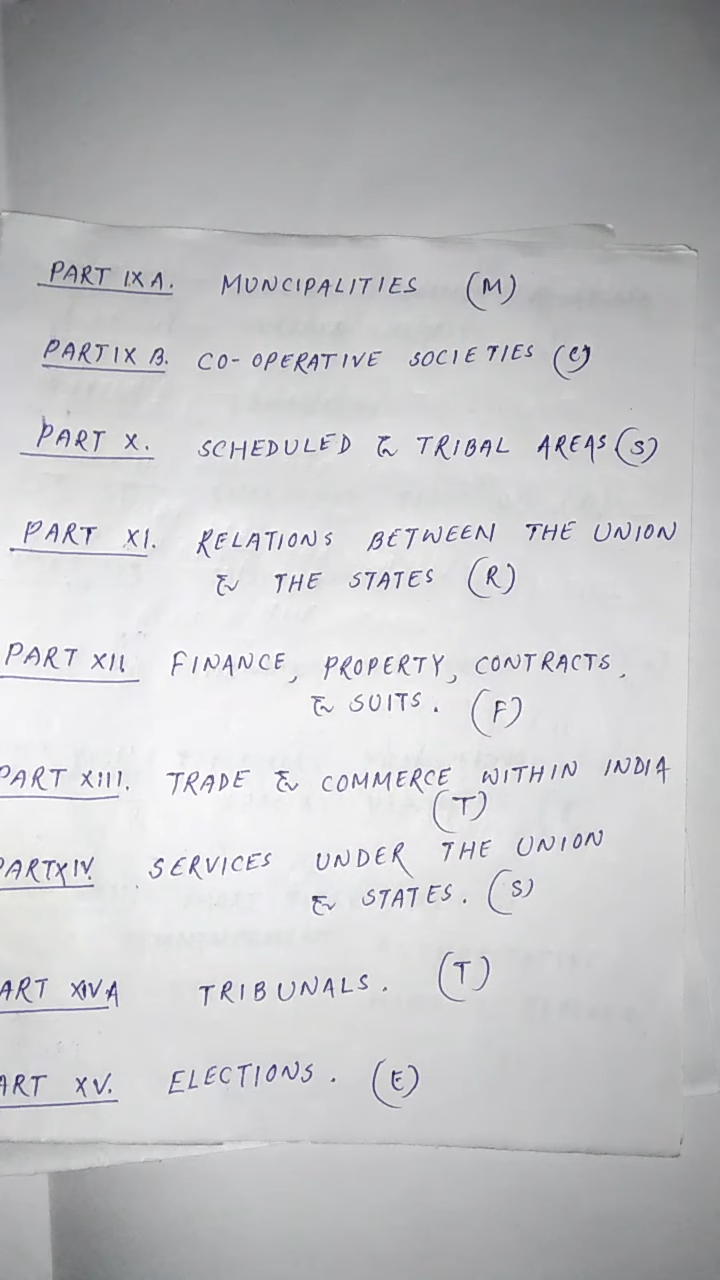 PART IX A. MUNCIPALITIES (M)
PART IX B. CO-OPERATIVE SOCIETIES (C)
PART X. SCHEDULED & TRIBAL AREAS (S)
PART XI. RELATIONS BETWEEN THE UNION
& THE STATES (R)
PART XII FINANCE, PROPERTY, CONTRACTS,
& SUITS. (F)
PART XIII. TRADE & COMMERCE WITHIN INDIA
(T)
PART XIV SERVICES UNDER THE UNION
& STATES. (S)
ART XIVA TRIBUNALS. (T)
ART XV. ELECTIONS. (E)